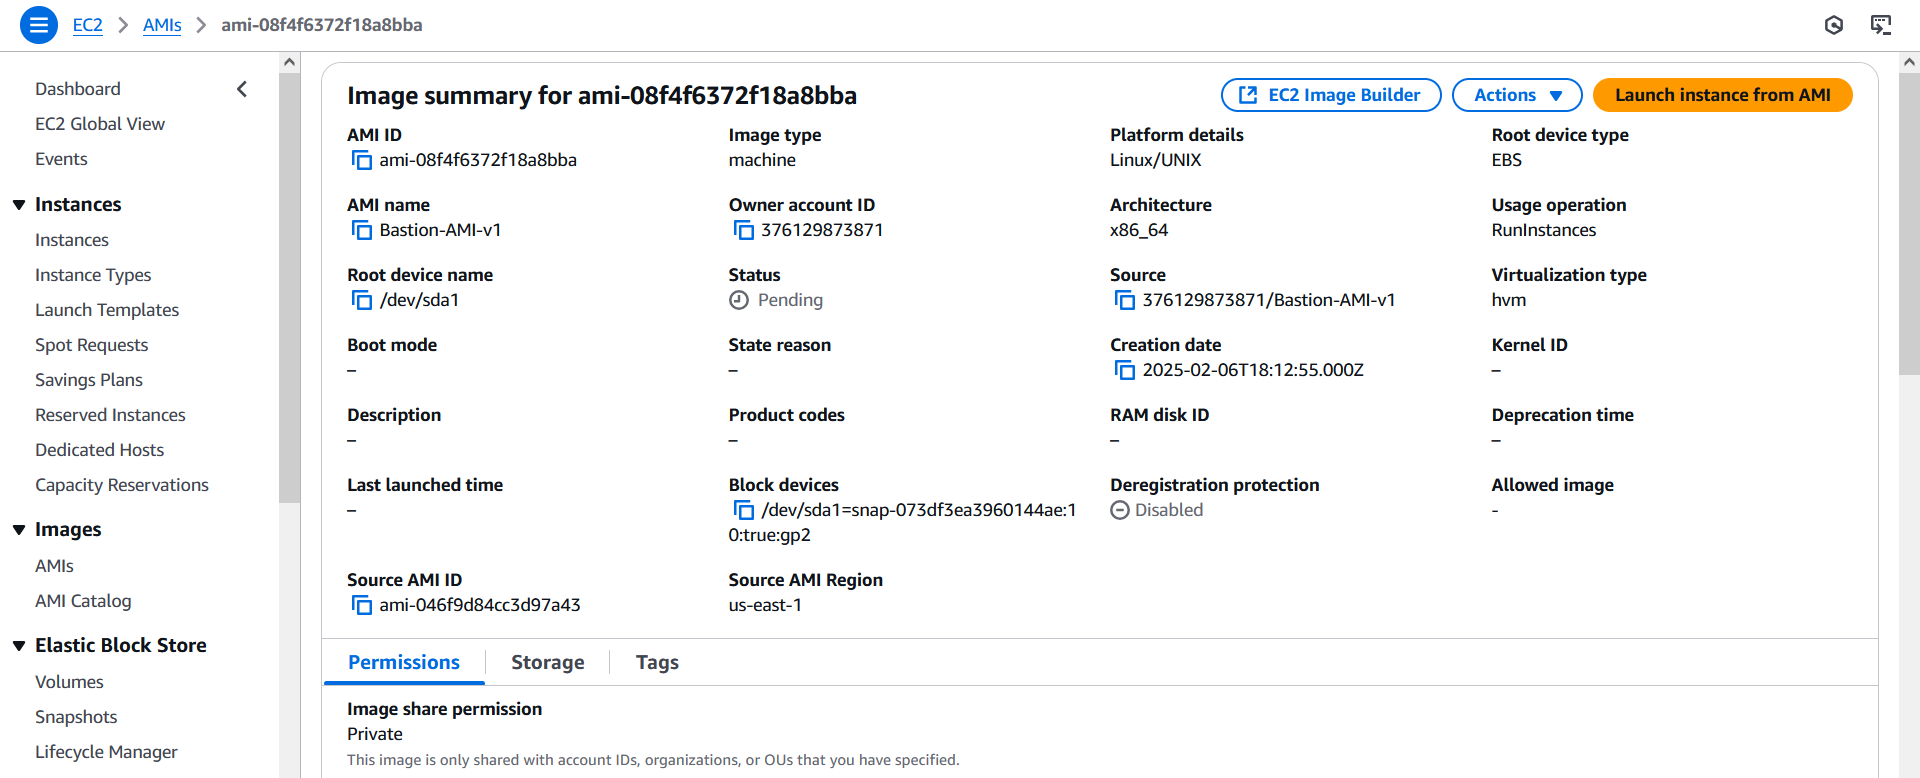 EC2 > AMIs > ami-08f4f6372f18a8bba
Dashboard
EC2 Global View
Events
Instances
Instances
Instance Types
Launch Templates
Spot Requests
Savings Plans
Reserved Instances
Dedicated Hosts
Capacity Reservations
Images
AMIs
AMI Catalog
Elastic Block Store
Volumes
Snapshots
Lifecycle Manager
Image summary for ami-08f4f6372f18a8bba
EC2 Image Builder
Actions
Launch instance from AMI
AMI ID
ami-08f4f6372f18a8bba
Image type
machine
Platform details
Linux/UNIX
Root device type
EBS
AMI name
Bastion-AMI-v1
Owner account ID
376129873871
Architecture
x86_64
Usage operation
RunInstances
Root device name
/dev/sda1
Status
Pending
Source
376129873871/Bastion-AMI-v1
Virtualization type
hvm
Boot mode
–
State reason
–
Creation date
2025-02-06T18:12:55.000Z
Kernel ID
–
Description
–
Product codes
–
RAM disk ID
–
Deprecation time
–
Last launched time
–
Block devices
/dev/sda1=snap-073df3ea3960144ae:1
0:true:gp2
Deregistration protection
Disabled
Allowed image
-
Source AMI ID
ami-046f9d84cc3d97a43
Source AMI Region
us-east-1
Permissions
Storage
Tags
Image share permission
Private
This image is only shared with account IDs, organizations, or OUs that you have specified.